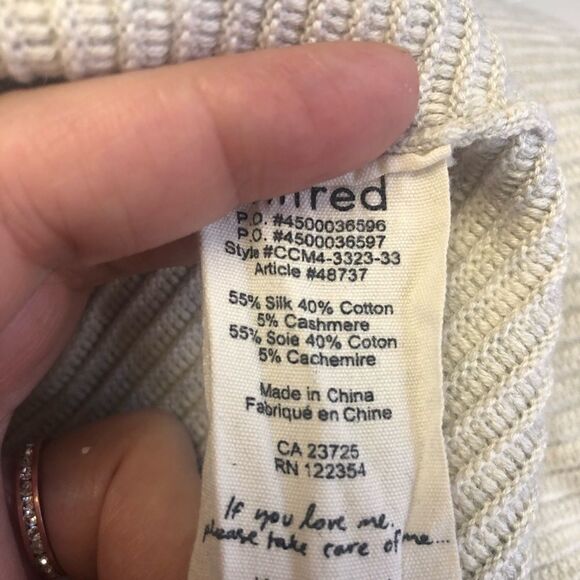 P.O. #4500036596
P.O. #4500036597
Style #CCM4-3323-33
Article #48737
55% Silk 40% Cotton
5% Cashmere
55% Soie 40% Coton
5% Cachemire
Made in China
Fabriqué en Chine
CA 23725
RN 122354
If you love me.
please take care of me...